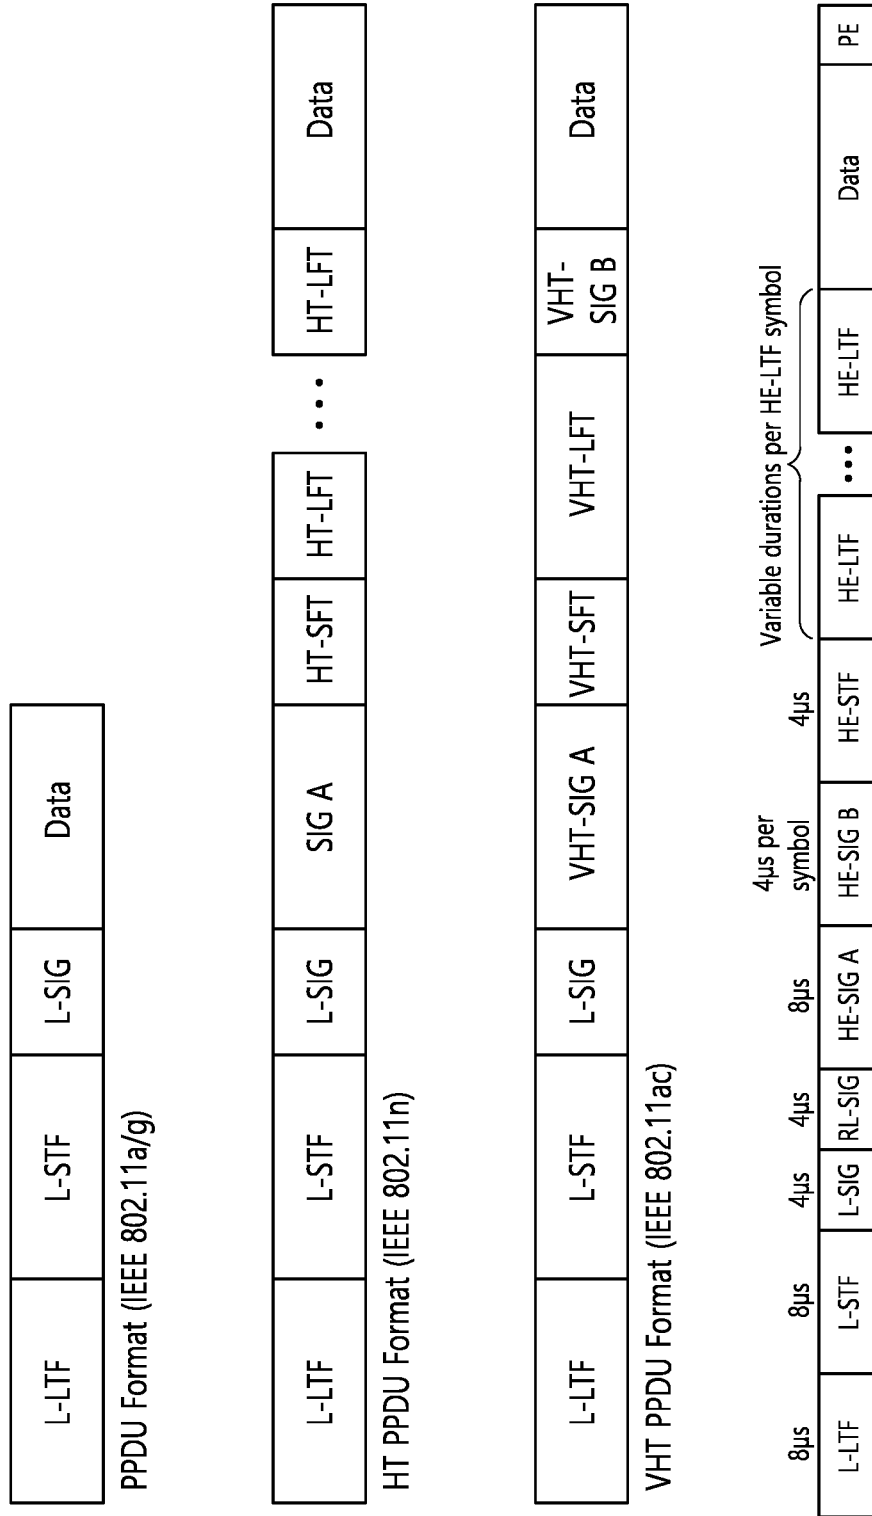 L-LTF
L-STF
L-SIG
Data
PPDU Format (IEEE 802.11a/g)
L-LTF
L-STF
L-SIG
SIG A
HT-SFT
HT-LFT
...
HT-LFT
Data
HT PPDU Format (IEEE 802.11n)
L-LTF
L-STF
L-SIG
VHT-SIG A
VHT-SFT
VHT-LFT
VHT-
SIG B
Data
VHT PPDU Format (IEEE 802.11ac)
8μs
8μs
4μs
4μs
8μs
4μs per
symbol
4μs
Variable durations per HE-LTF symbol
L-LTF
L-STF
L-SIG
RL-SIG
HE-SIG A
HE-SIG B
HE-STF
HE-LTF
...
HE-LTF
Data
PE